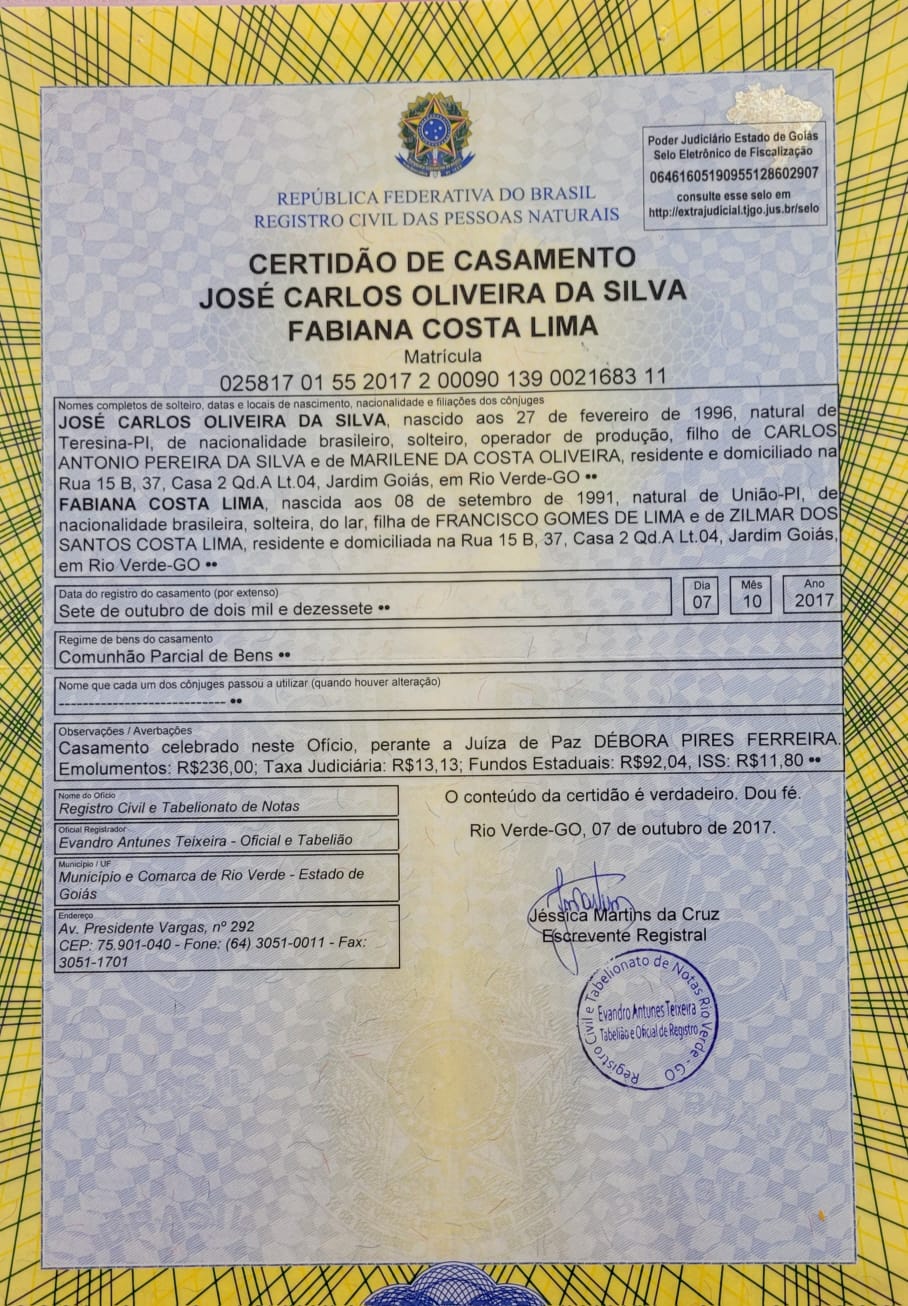 Poder Judiciário Estado de Goiás
Selo Eletrônico de Fiscalização
06461605190955128602907
consulte esse selo em
http://extrajudicial.tjgo.jus.br/selo
REPÚBLICA FEDERATIVA DO BRASIL
REGISTRO CIVIL DAS PESSOAS NATURAIS
CERTIDÃO DE CASAMENTO
JOSÉ CARLOS OLIVEIRA DA SILVA
FABIANA COSTA LIMA
Matrícula
025817 01 55 2017 2 00090 139 0021683 11
Nomes completos de solteiro, datas e locais de nascimento, nacionalidade e filiações dos cônjuges
JOSÉ CARLOS OLIVEIRA DA SILVA, nascido aos 27 de fevereiro de 1996, natural de
Teresina-PI, de nacionalidade brasileiro, solteiro, operador de produção, filho de CARLOS
ANTONIO PEREIRA DA SILVA e de MARILENE DA COSTA OLIVEIRA, residente e domiciliado na
Rua 15 B, 37, Casa 2 Qd.A Lt.04, Jardim Goiás, em Rio Verde-GO ••
FABIANA COSTA LIMA, nascida aos 08 de setembro de 1991, natural de União-PI, de
nacionalidade brasileira, solteira, do lar, filha de FRANCISCO GOMES DE LIMA e de ZILMAR DOS
SANTOS COSTA LIMA, residente e domiciliada na Rua 15 B, 37, Casa 2 Qd.A Lt.04, Jardim Goiás,
em Rio Verde-GO ••
Data do registro do casamento (por extenso)
Sete de outubro de dois mil e dezessete ••
Dia
07
Mês
10
Ano
2017
Regime de bens do casamento
Comunhão Parcial de Bens ••
Nome que cada um dos cônjuges passou a utilizar (quando houver alteração)
--------------------------- ••
Observações / Averbações
Casamento celebrado neste Ofício, perante a Juíza de Paz DÉBORA PIRES FERREIRA.
Emolumentos: R$236,00; Taxa Judiciária: R$13,13; Fundos Estaduais: R$92,04, ISS: R$11,80 ••
Nome do Ofício
Registro Civil e Tabelionato de Notas
Oficial Registrador
Evandro Antunes Teixeira - Oficial e Tabelião
Município / UF
Município e Comarca de Rio Verde - Estado de
Goiás
Endereço
Av. Presidente Vargas, nº 292
CEP: 75.901-040 - Fone: (64) 3051-0011 - Fax:
3051-1701
O conteúdo da certidão é verdadeiro. Dou fé.
Rio Verde-GO, 07 de outubro de 2017.
Jéssica Martins da Cruz
Escrevente Registral
Registro Civil e Tabelionato de Notas Rio Verde - GO
Evandro Antunes Teixeira
Tabelião e Oficial de Registro
BRASIL
BRASIL
BRASIL
BRASIL